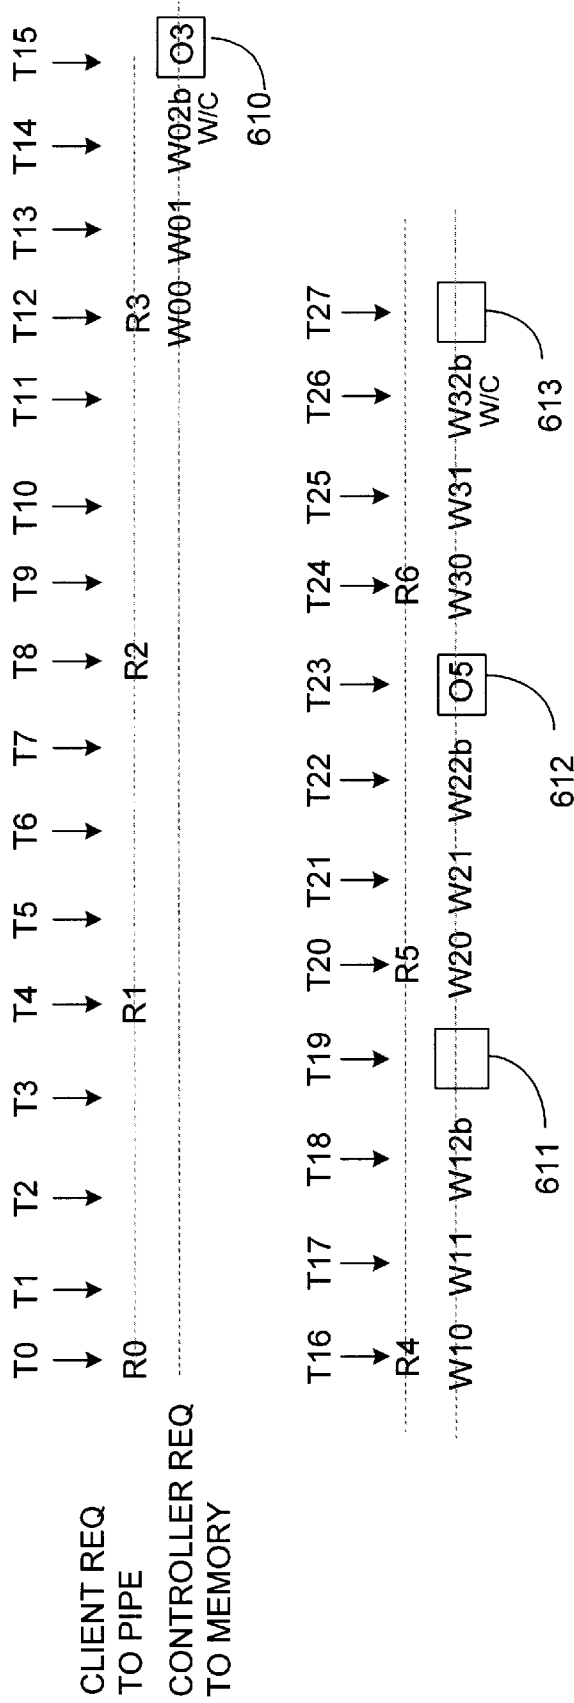 T0 T1 T2 T3 T4 T5 T6 T7 T8 T9 T10 T11 T12 T13 T14 T15
CLIENT REQ
TO PIPE
R0 R1 R2 R3
CONTROLLER REQ
TO MEMORY
W00 W01 W02b O3
W/C
610
T16 T17 T18 T19 T20 T21 T22 T23 T24 T25 T26 T27
R4 R5 R6
W10 W11 W12b W20 W21 W22b O5 W30 W31 W32b
W/C
611 612 613